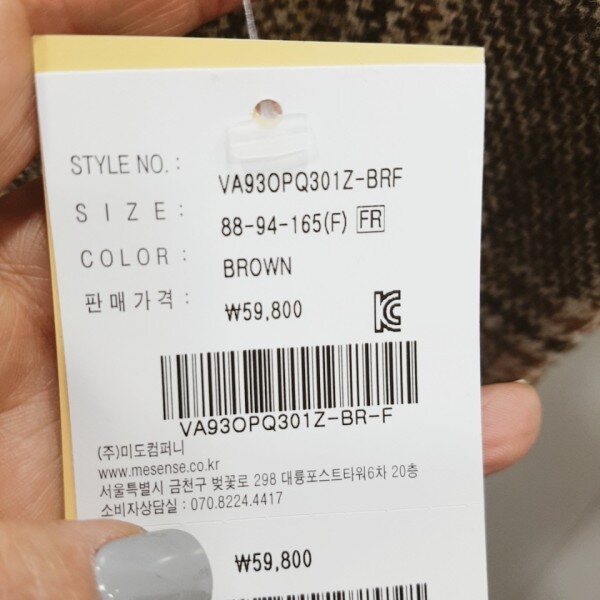 STYLE NO. : VA93OPQ301Z-BRF
SIZE : 88-94-165(F) FR
COLOR : BROWN
판매가격 : ₩59,800
KC
VA93OPQ301Z-BR-F
(주)미도컴퍼니
www.mesense.co.kr
서울특별시 금천구 벚꽃로 298 대륭포스트타워6차 20층
소비자상담실 : 070.8224.4417
₩59,800